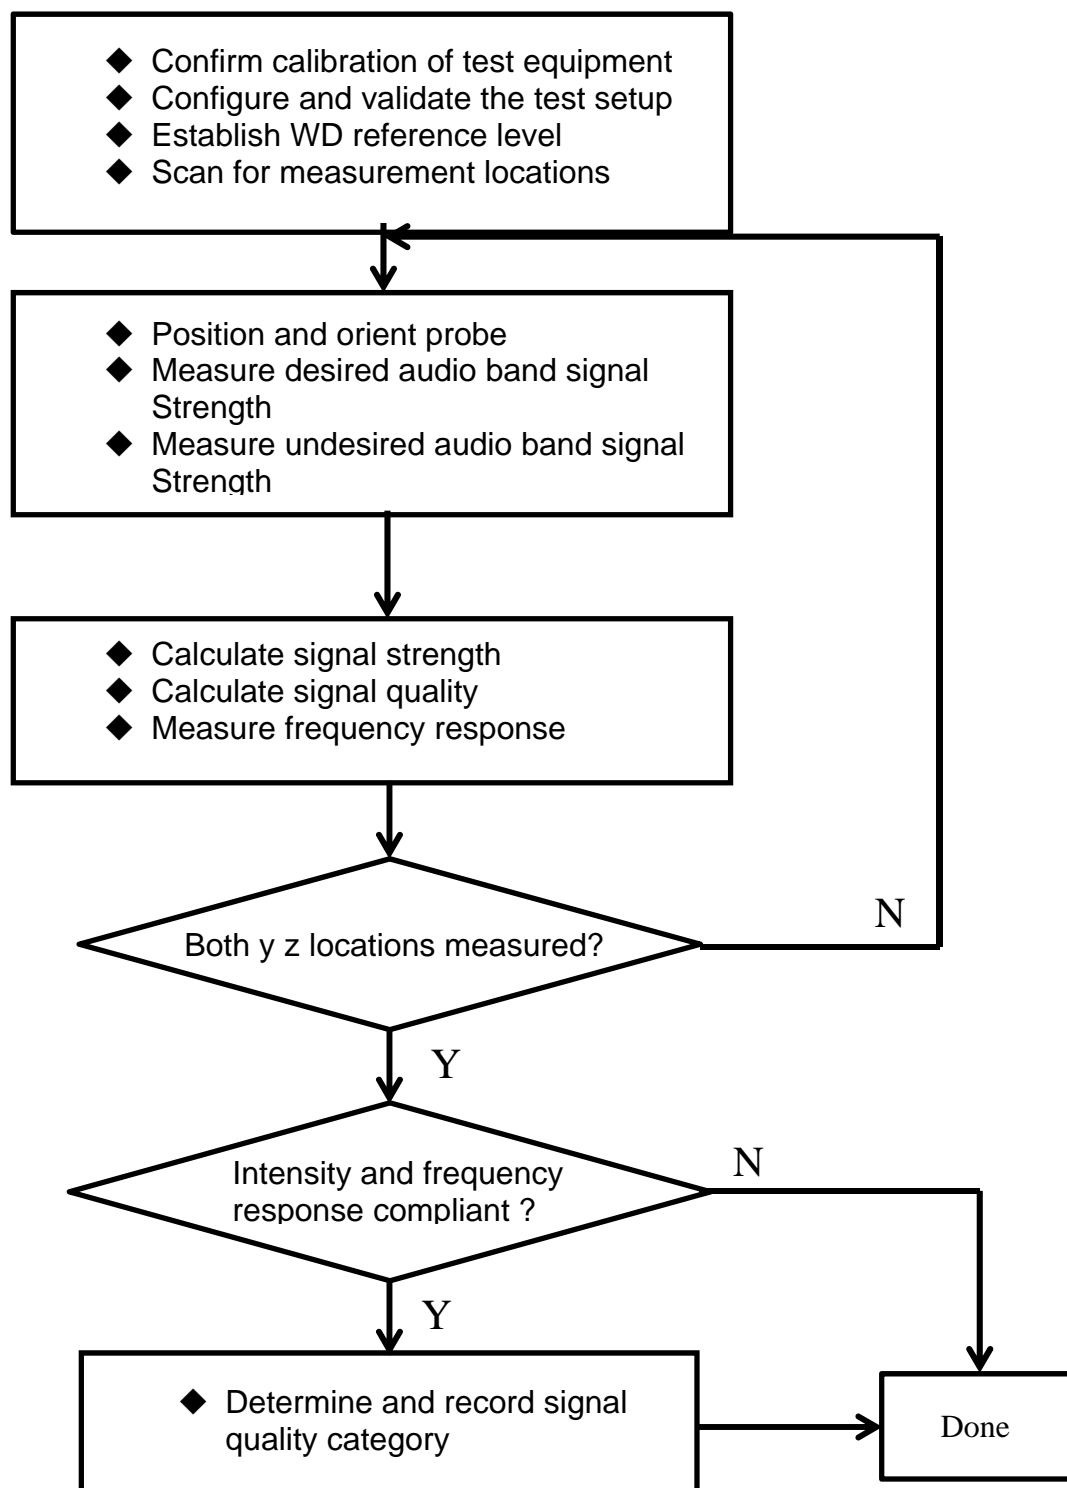 ◆ Confirm calibration of test equipment
◆ Configure and validate the test setup
◆ Establish WD reference level
◆ Scan for measurement locations
◆ Position and orient probe
◆ Measure desired audio band signal
Strength
◆ Measure undesired audio band signal
Strength
◆ Calculate signal strength
◆ Calculate signal quality
◆ Measure frequency response
Both y z locations measured?
N
Y
Intensity and frequency
response compliant ?
N
Y
◆ Determine and record signal
quality category
Done